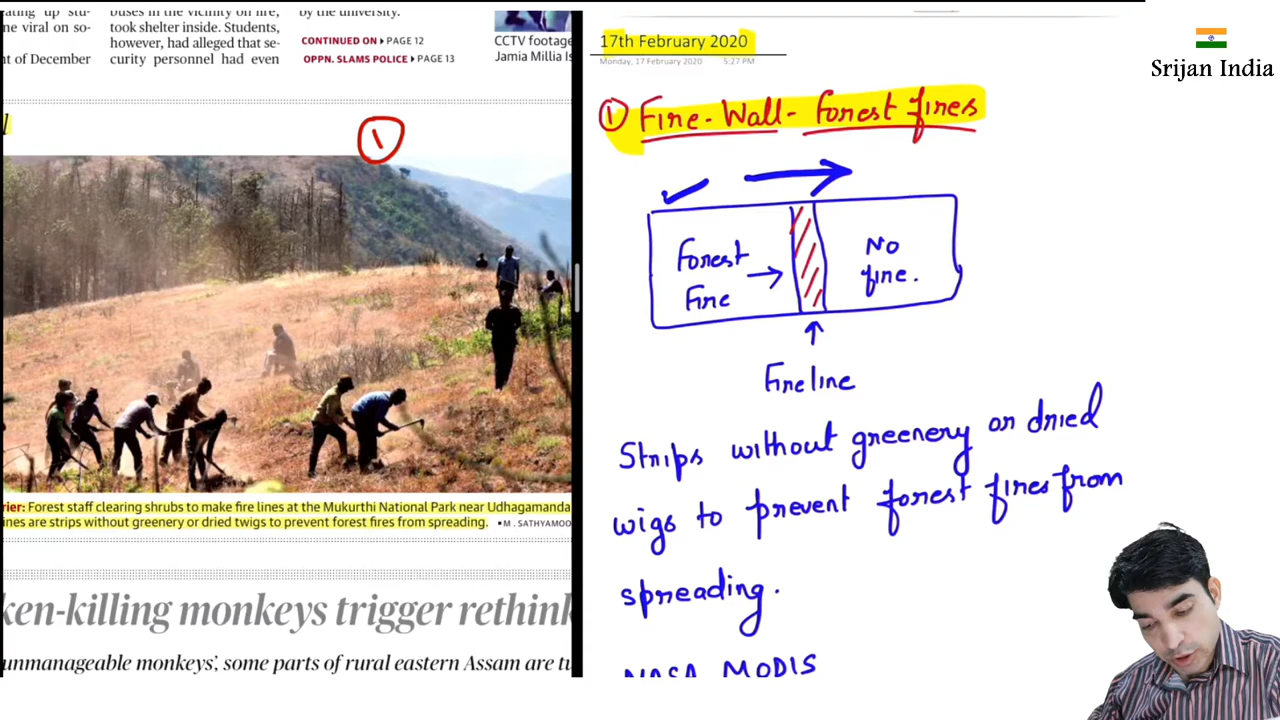 buses in the vicinity on fire,
took shelter inside. Students,
however, had alleged that se-
curity personnel had even
ating up stu-
ne viral on so-
nt of December
by the university.
CONTINUED ON ▸ PAGE 12
OPPN. SLAMS POLICE ▸ PAGE 13
CCTV footage
Jamia Millia Is
1
rier: Forest staff clearing shrubs to make fire lines at the Mukurthi National Park near Udhagamanda
ines are strips without greenery or dried twigs to prevent forest fires from spreading. ▪ M. SATHYAMOO
ken-killing monkeys trigger rethink
unmanageable monkeys', some parts of rural eastern Assam are tu
17th February 2020
Monday, 17 February 2020 5:27 PM
① Fire-Wall- Forest fires
Forest
Fire
No
fire.
Fireline
Strips without greenery or dried
wigs to prevent forest fires from
spreading.
NASA MODIS
Srijan India